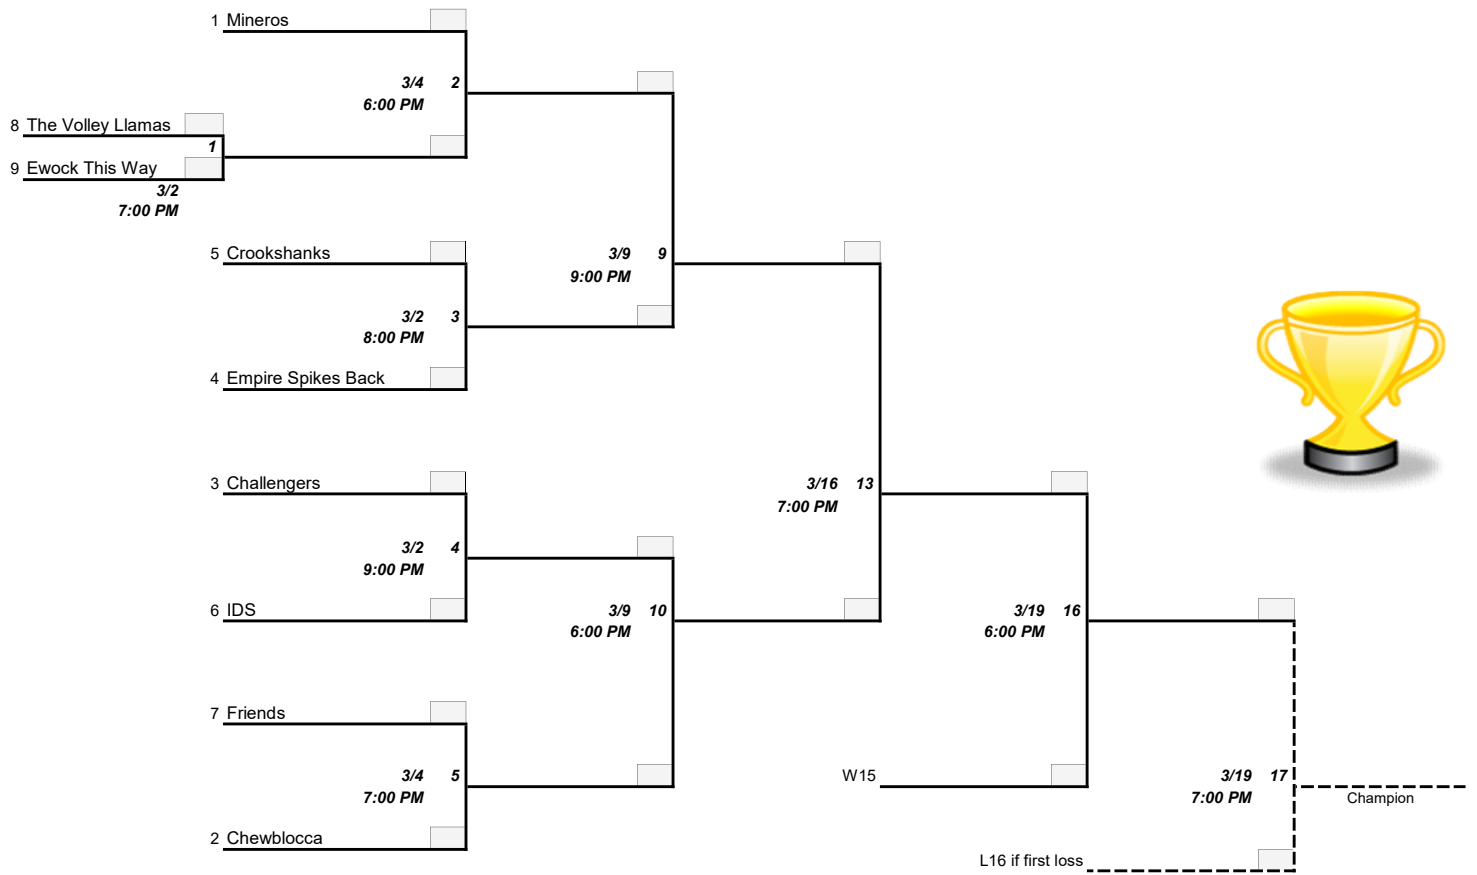 1 Mineros
3/4 2
6:00 PM
8 The Volley Llamas
1
9 Ewock This Way
3/2
7:00 PM
5 Crookshanks
3/9 9
9:00 PM
3/2 3
8:00 PM
4 Empire Spikes Back
3 Challengers
3/16 13
7:00 PM
3/2 4
9:00 PM
6 IDS
3/9 10
6:00 PM
3/19 16
6:00 PM
7 Friends
3/4 5
7:00 PM
W15
3/19 17
7:00 PM
Champion
2 Chewblocca
L16 if first loss